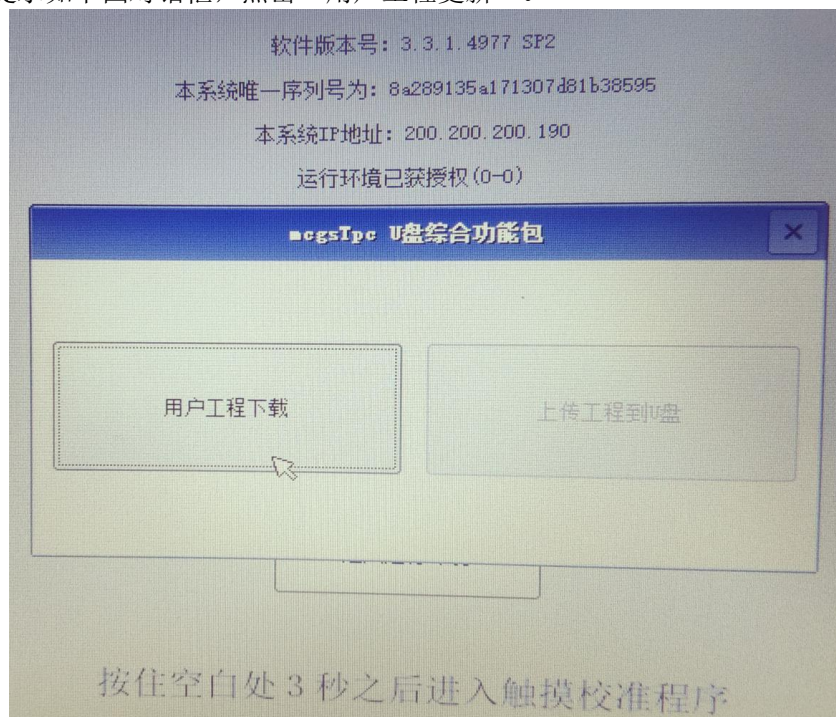 软件版本号: 3.3.1.4977 SP2
本系统唯一序列号为: 8a289135a171307d81b38595
本系统IP地址: 200.200.200.190
运行环境已获授权(0-0)
mcgsTpc U盘综合功能包
用户工程下载
上传工程到U盘
按住空白处3秒之后进入触摸校准程序